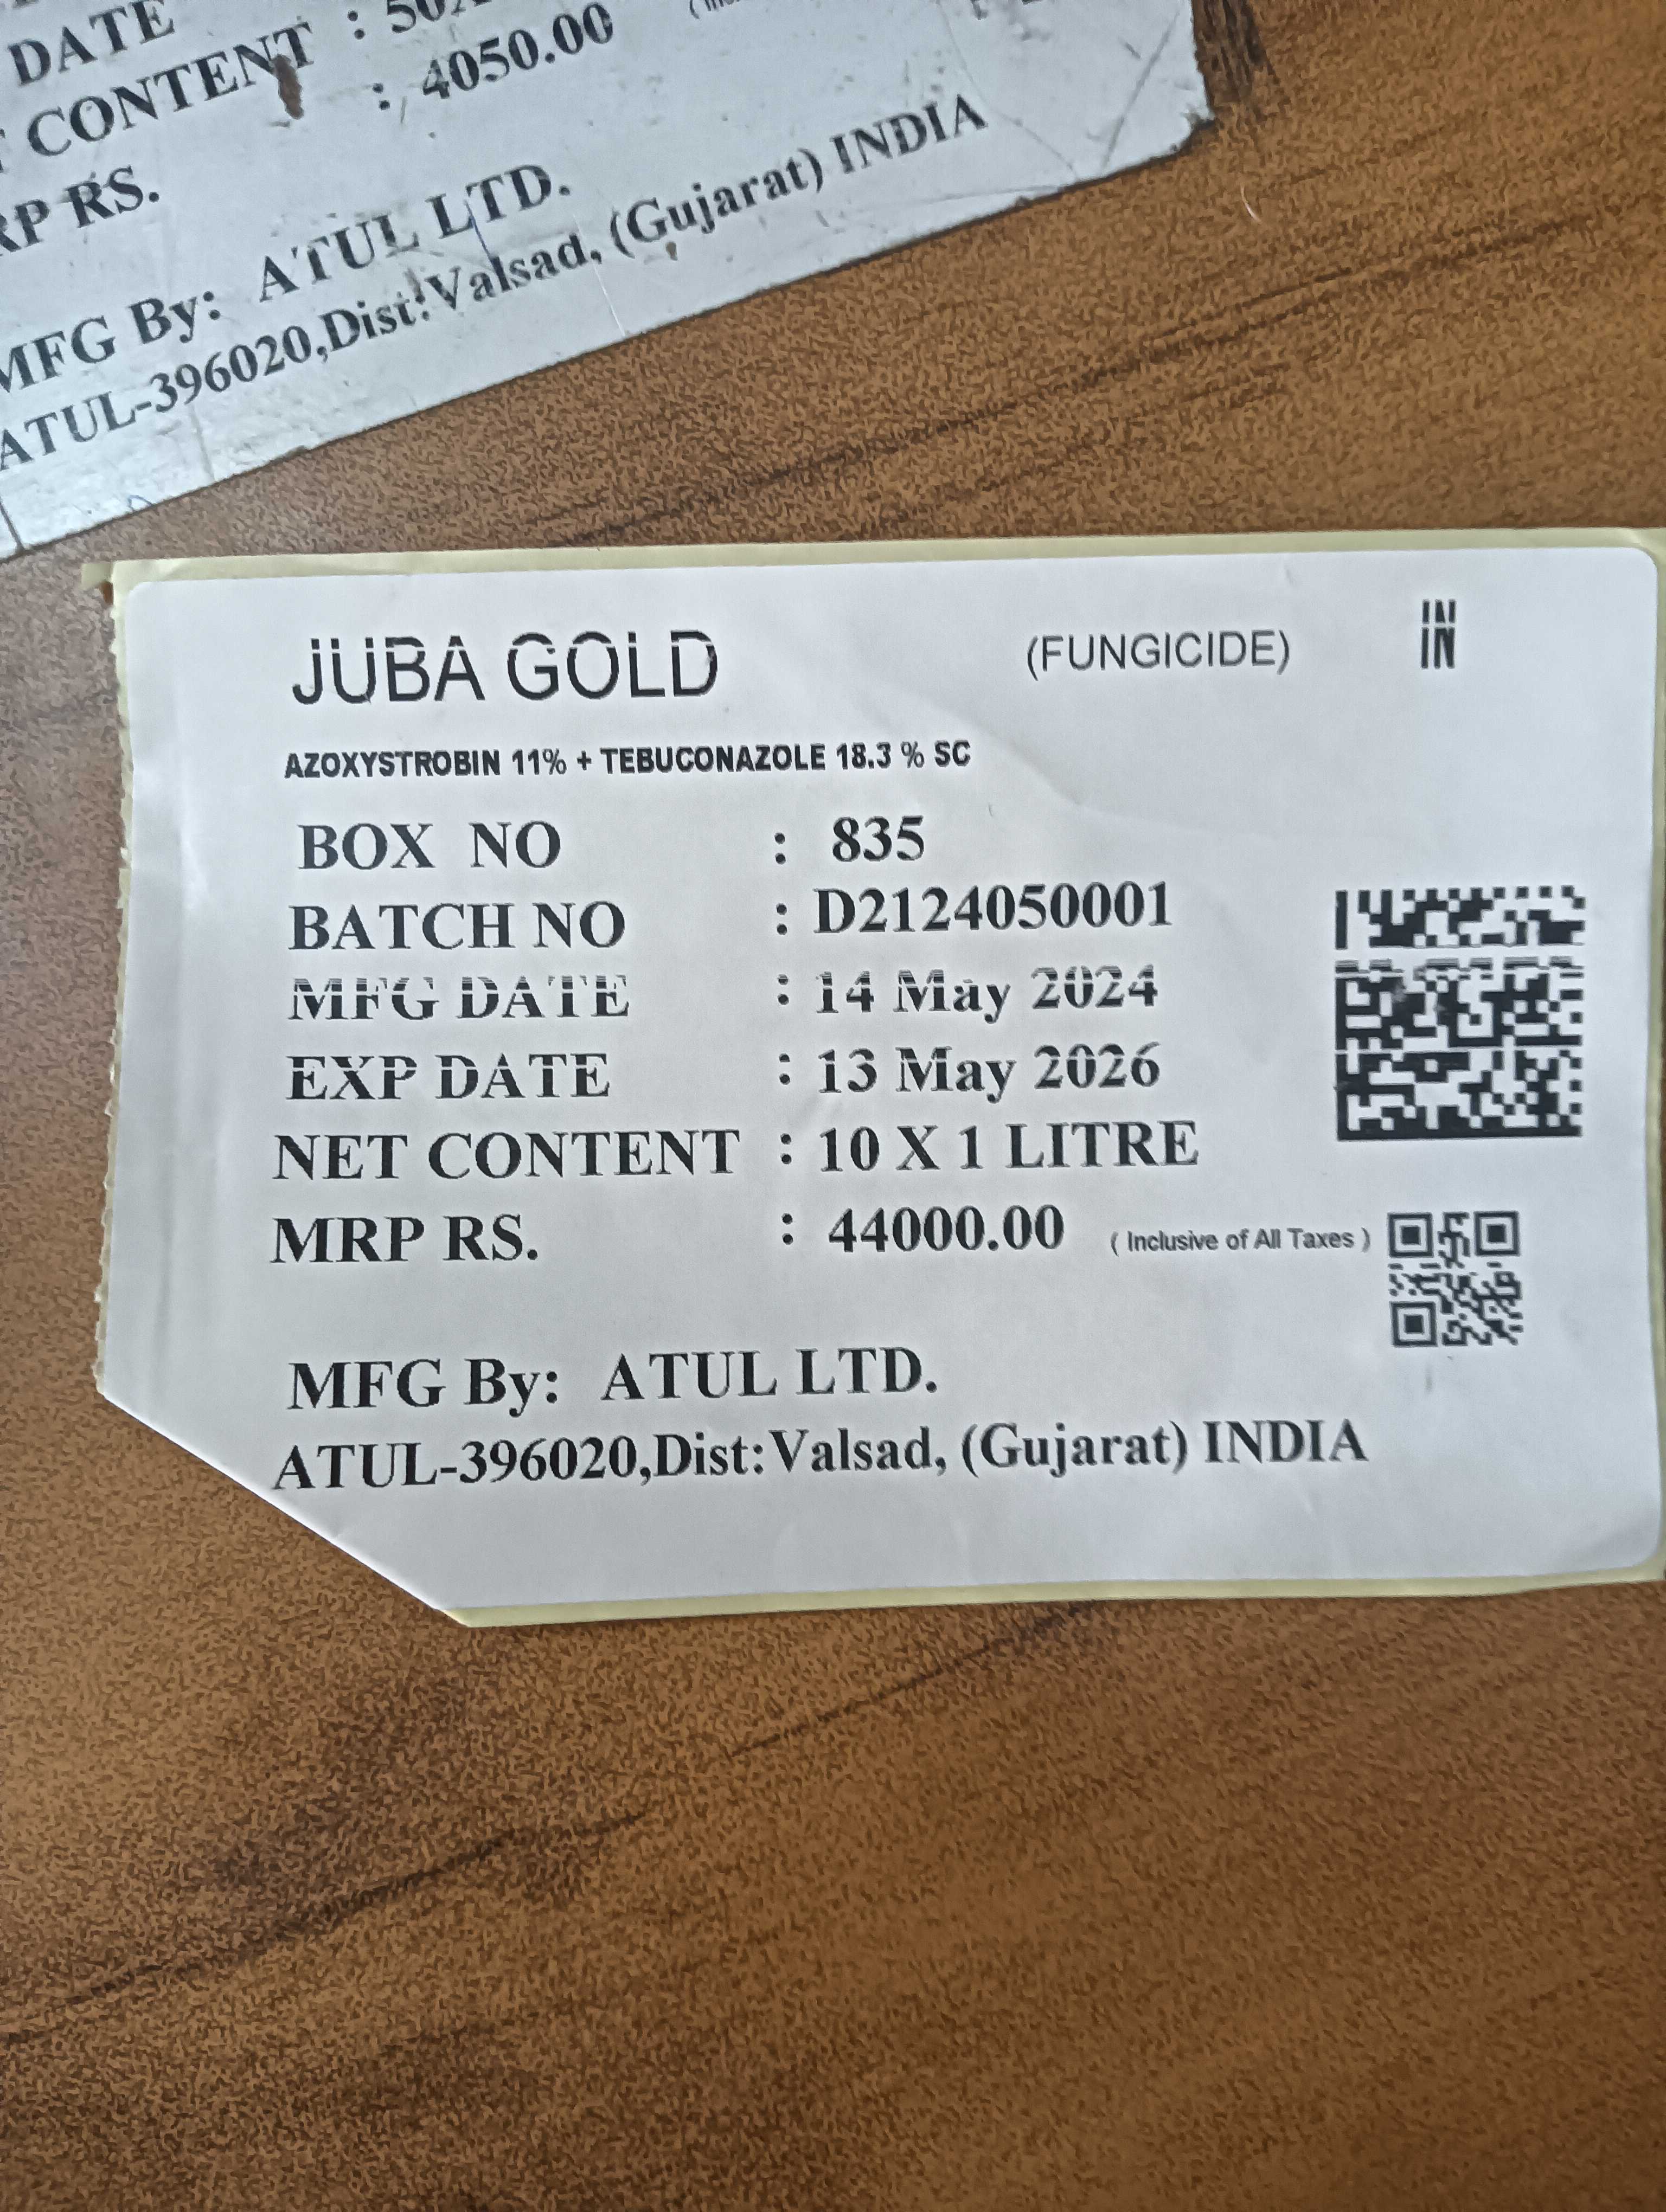 DATE
CONTENT :
RP RS. : 4050.00
MFG By: ATUL LTD.
ATUL-396020,Dist:Valsad, (Gujarat) INDIA
JUBA GOLD (FUNGICIDE) IN
AZOXYSTROBIN 11% + TEBUCONAZOLE 18.3 % SC
BOX NO : 835
BATCH NO : D2124050001
MFG DATE : 14 May 2024
EXP DATE : 13 May 2026
NET CONTENT : 10 X 1 LITRE
MRP RS. : 44000.00 ( Inclusive of All Taxes )
MFG By: ATUL LTD.
ATUL-396020,Dist:Valsad, (Gujarat) INDIA